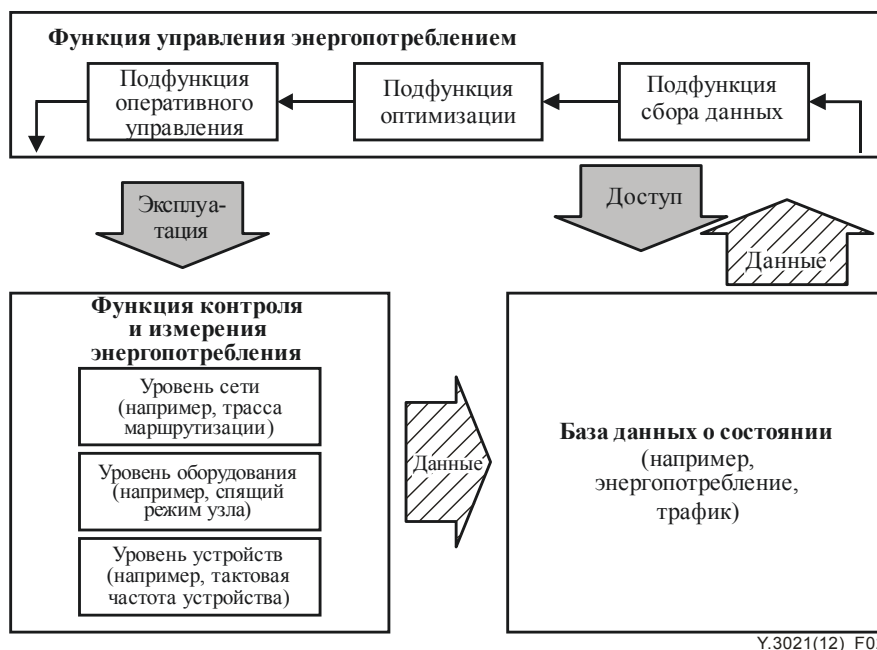 Функция управления энергопотреблением
Подфункция
оперативного
управления
Подфункция
оптимизации
Подфункция
сбора данных
Эксплуа-
тация
Доступ
Данные
Функция контроля
и измерения
энергопотребления
Уровень сети
(например, трасса
маршрутизации)
Уровень оборудования
(например, спящий
режим узла)
Уровень устройств
(например, тактовая
частота устройства)
Данные
База данных о состоянии
(например,
энергопотребление,
трафик)